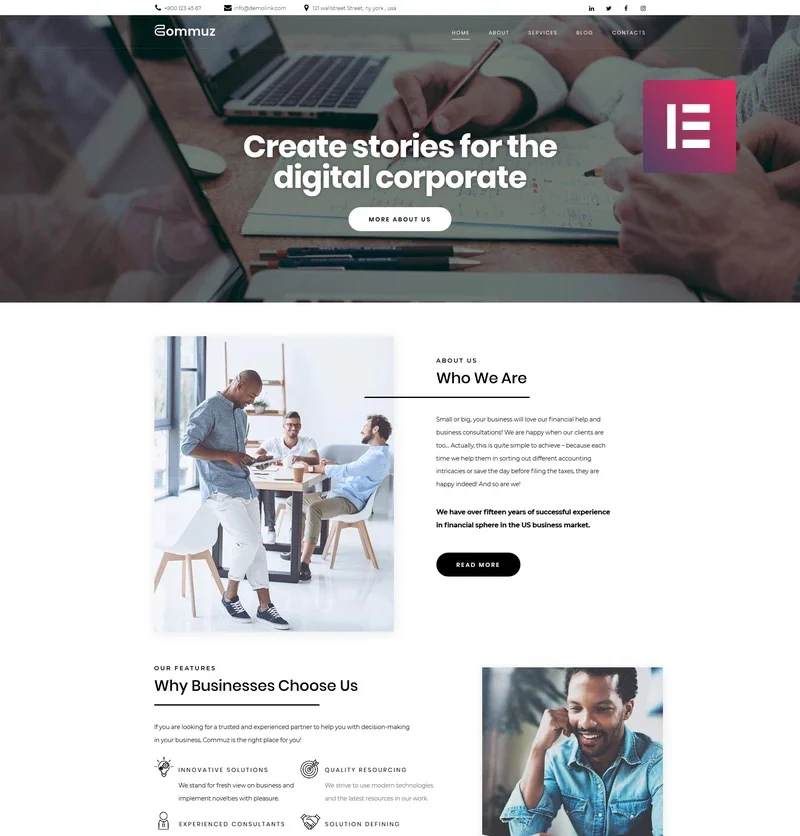 +800 123 45 67 info@demolink.com 121 wallstreet Street, ny york , usa
Commuz HOME ABOUT SERVICES BLOG CONTACTS
Create stories for the
digital corporate
MORE ABOUT US
ABOUT US
Who We Are
Small or big, your business will love our financial help and
business consultations! We are happy when our clients are
too... Actually, this is quite simple to achieve – because each
time we help them in sorting out different accounting
intricacies or save the day before filing the taxes, they are
happy indeed! And so are we!
We have over fifteen years of successful experience
in financial sphere in the US business market.
READ MORE
OUR FEATURES
Why Businesses Choose Us
If you are looking for a trusted and experienced partner to help you with decision-making
in your business, Commuz is the right place for you!
INNOVATIVE SOLUTIONS
We stand for fresh view on business and
implement novelties with pleasure.
QUALITY RESOURCING
We strive to use modern technologies
and the latest resources in our work.
EXPERIENCED CONSULTANTS
SOLUTION DEFINING